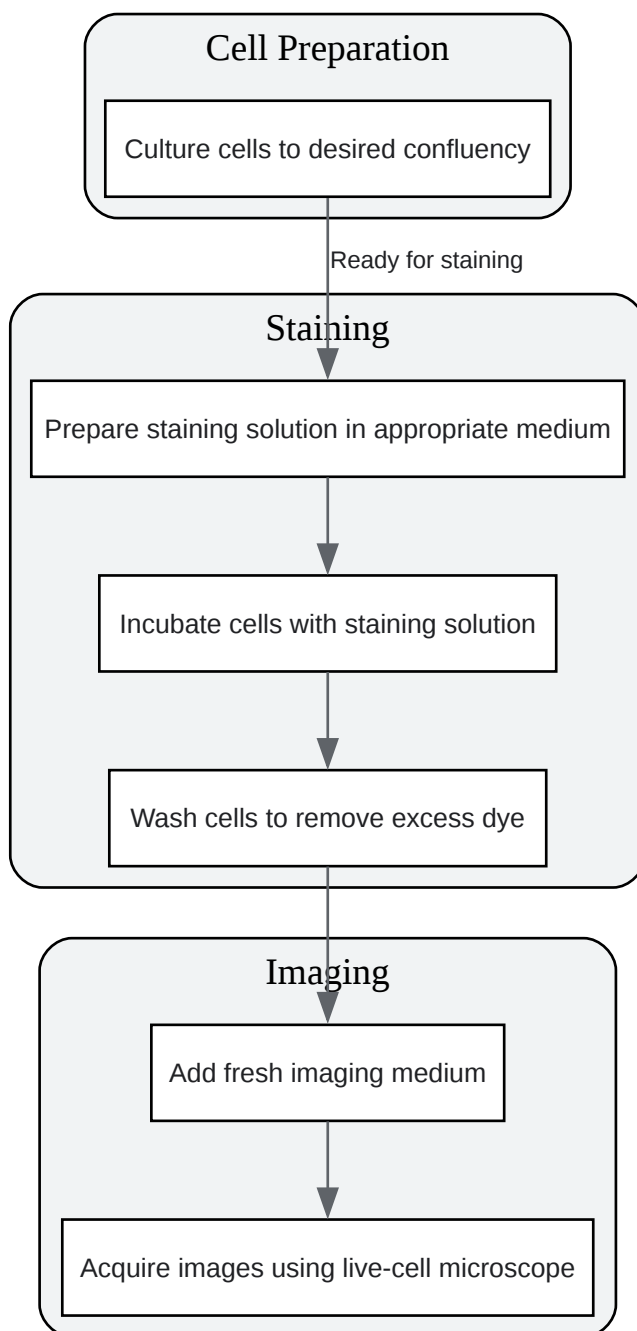 Cell Preparation
Culture cells to desired confluency
Ready for staining
Staining
Prepare staining solution in appropriate medium
Incubate cells with staining solution
Wash cells to remove excess dye
Imaging
Add fresh imaging medium
Acquire images using live-cell microscope